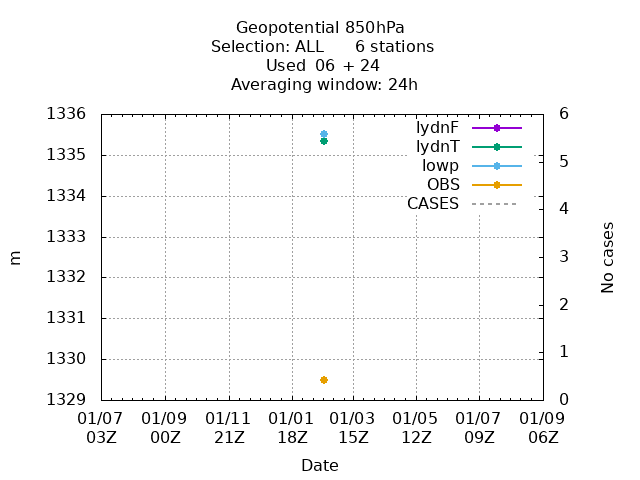 Geopotential 850hPa
Selection: ALL 6 stations
Used 06 + 24
Averaging window: 24h
1336
1335
1334
1333
1332
1331
1330
1329
m
6
5
4
3
2
1
0
No cases
lydnF
lydnT
lowp
OBS
CASES
01/07 01/09 01/11 01/01 01/03 01/05 01/07 01/09
03Z 00Z 21Z 18Z 15Z 12Z 09Z 06Z
Date